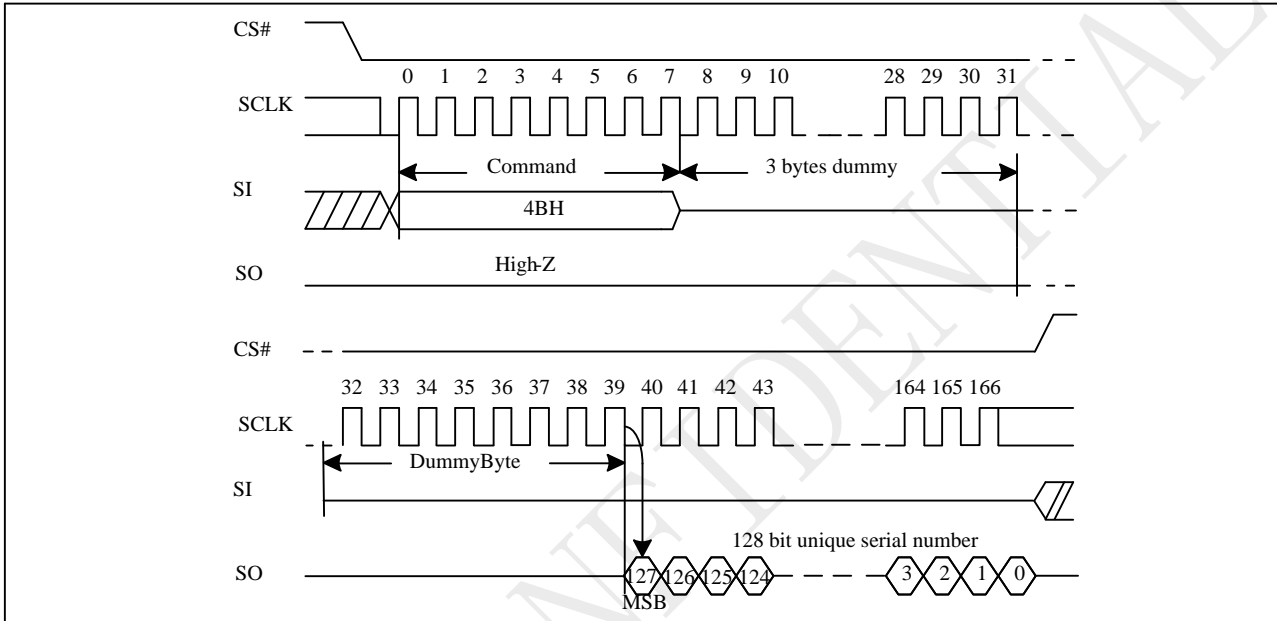 CS#
0 1 2 3 4 5 6 7 8 9 10 28 29 30 31
SCLK
Command 3 bytes dummy
SI
4BH
High-Z
SO
CS#
32 33 34 35 36 37 38 39 40 41 42 43 164 165 166
SCLK
DummyByte
SI
128 bit unique serial number
SO 127 126 125 124 3 2 1 0
MSB